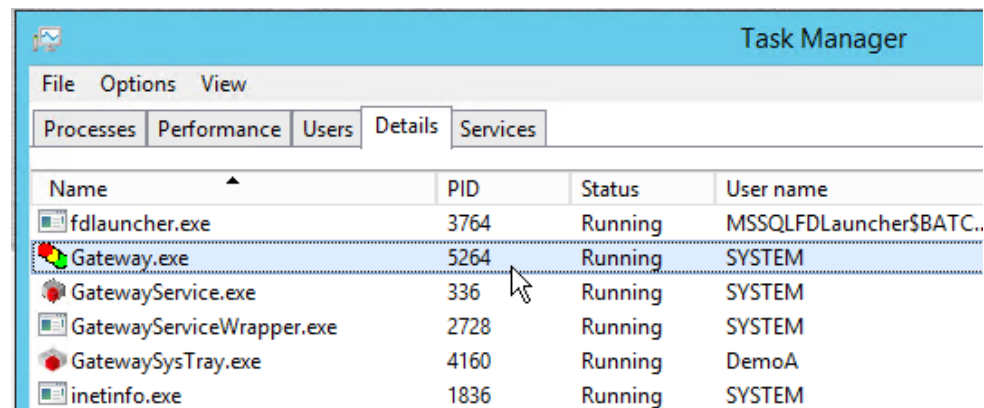 Task Manager
File Options View
Processes Performance Users Details Services
Name PID Status User name
fdlauncher.exe 3764 Running MSSQLFDLauncher$BATC...
Gateway.exe 5264 Running SYSTEM
GatewayService.exe 336 Running SYSTEM
GatewayServiceWrapper.exe 2728 Running SYSTEM
GatewaySysTray.exe 4160 Running DemoA
inetinfo.exe 1836 Running SYSTEM